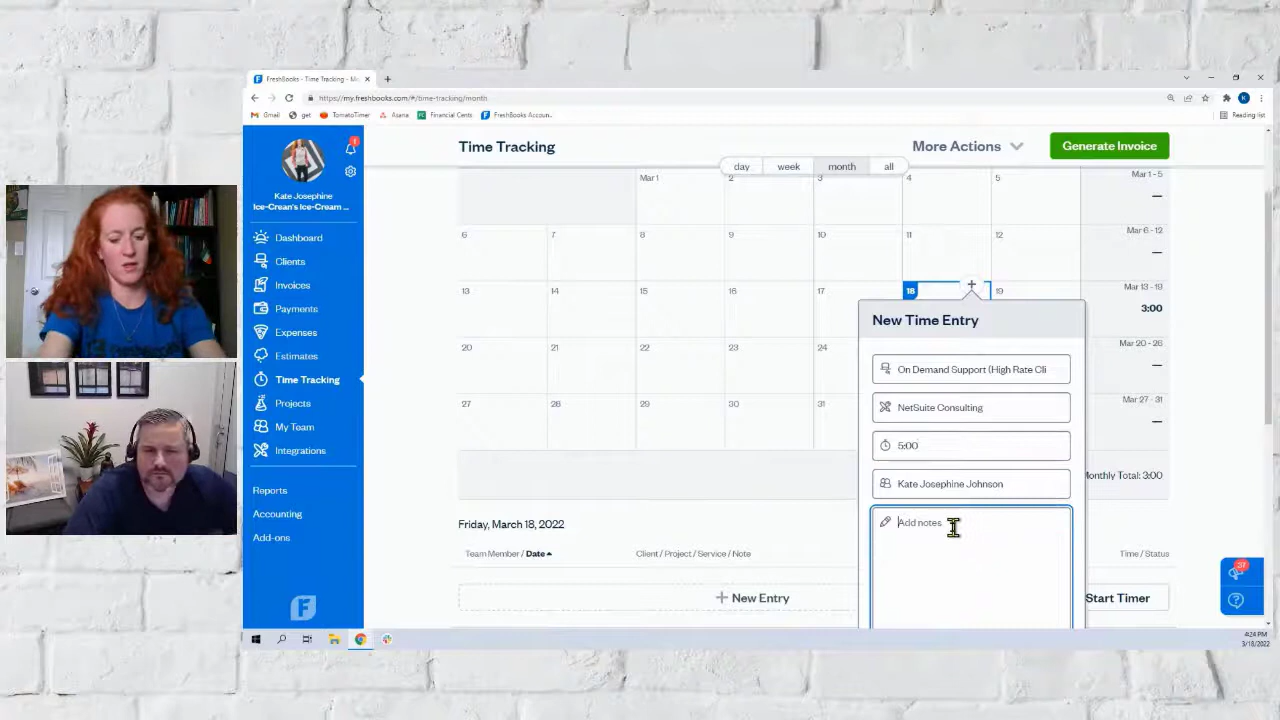 FreshBooks - Time Tracking - M
https://my.freshbooks.com/#/time-tracking/month
Gmail
get
TomatoTimer
Asana
Financial Cents
FreshBooks Accoun...
Reading list
1
Kate Josephine
Ice-Crean's Ice-Cream ...
Dashboard
Clients
Invoices
Payments
Expenses
Estimates
Time Tracking
Projects
My Team
Integrations
Reports
Accounting
Add-ons
Time Tracking
More Actions
Generate Invoice
day
week
month
all
Mar 1
2
3
4
5
Mar 1 - 5
—
6
7
8
9
10
11
12
Mar 6 - 12
—
13
14
15
16
17
18
19
Mar 13 - 19
3:00
20
21
22
23
24
Mar 20 - 26
—
27
28
29
30
31
Mar 27 - 31
—
Monthly Total: 3:00
New Time Entry
On Demand Support (High Rate Cli
NetSuite Consulting
5:00
Kate Josephine Johnson
Add notes
Friday, March 18, 2022
Team Member / Date
Client / Project / Service / Note
Time / Status
+ New Entry
Start Timer
37
4:24 PM
3/18/2022